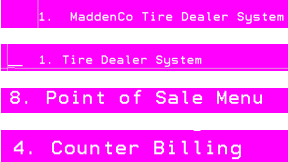 1. MaddenCo Tire Dealer System
1. Tire Dealer System
8. Point of Sale Menu
4. Counter Billing